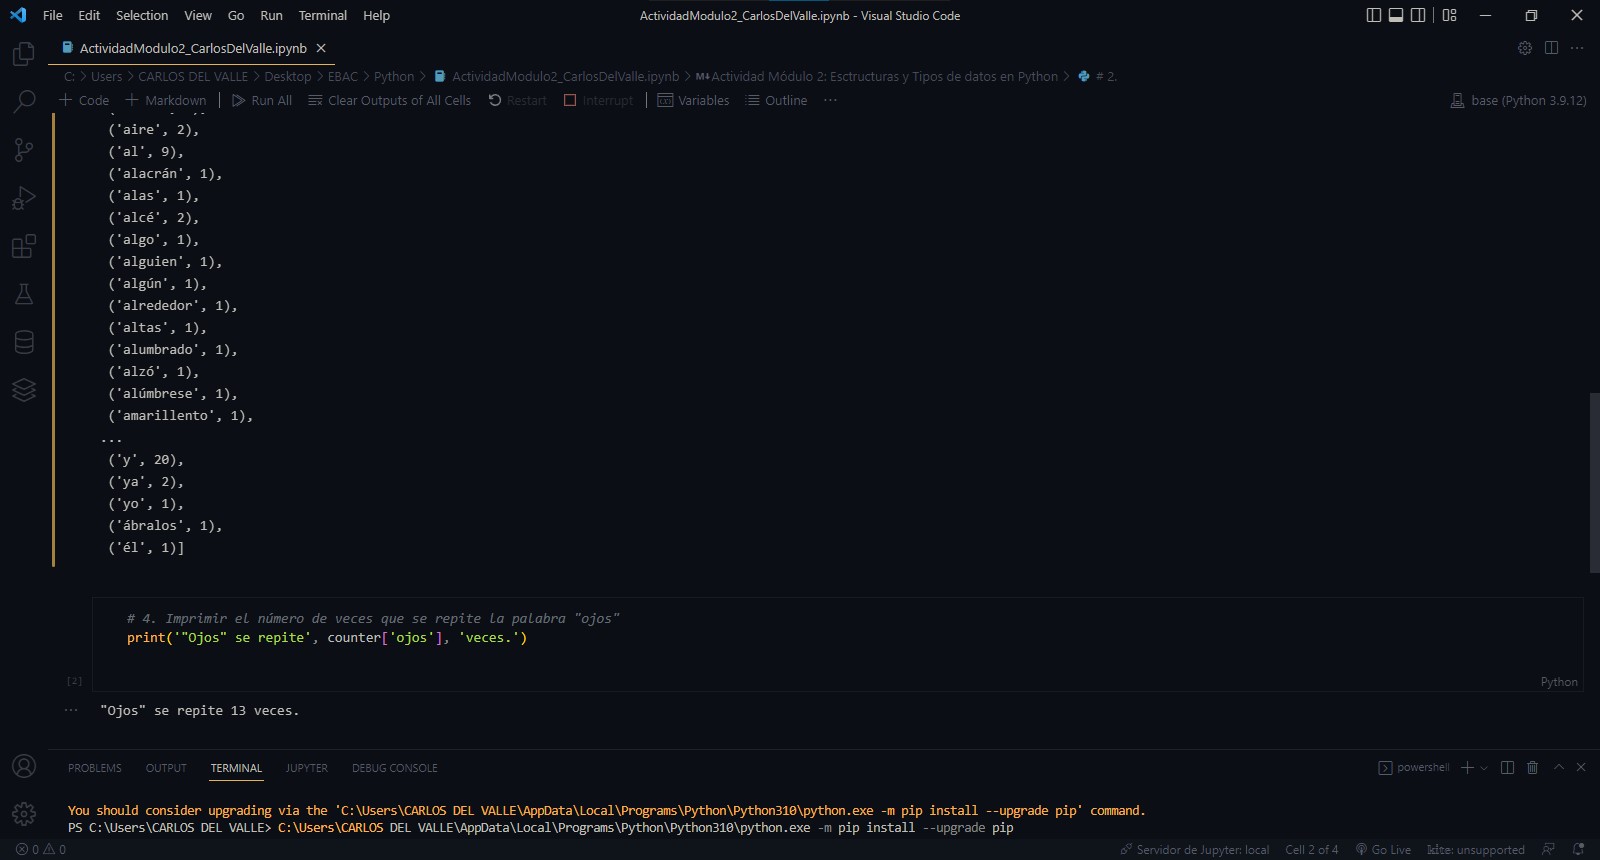 File Edit Selection View Go Run Terminal Help ActividadModulo2_CarlosDelValle.ipynb - Visual Studio Code
ActividadModulo2_CarlosDelValle.ipynb
C: > Users > CARLOS DEL VALLE > Desktop > EBAC > Python > ActividadModulo2_CarlosDelValle.ipynb > M↓Actividad Módulo 2: Esctructuras y Tipos de datos en Python > # 2.
+ Code + Markdown | Run All Clear Outputs of All Cells Restart Interrupt | Variables Outline ... base (Python 3.9.12)
('aire', 2),
('al', 9),
('alacrán', 1),
('alas', 1),
('alcé', 2),
('algo', 1),
('alguien', 1),
('algún', 1),
('alrededor', 1),
('altas', 1),
('alumbrado', 1),
('alzó', 1),
('alúmbrese', 1),
('amarillento', 1),
...
('y', 20),
('ya', 2),
('yo', 1),
('ábralos', 1),
('él', 1)]
# 4. Imprimir el número de veces que se repite la palabra "ojos"
print('"Ojos" se repite', counter['ojos'], 'veces.')
[2] Python
... "Ojos" se repite 13 veces.
PROBLEMS OUTPUT TERMINAL JUPYTER DEBUG CONSOLE powershell
You should consider upgrading via the 'C:\Users\CARLOS DEL VALLE\AppData\Local\Programs\Python\Python310\python.exe -m pip install --upgrade pip' command.
PS C:\Users\CARLOS DEL VALLE> C:\Users\CARLOS DEL VALLE\AppData\Local\Programs\Python\Python310\python.exe -m pip install --upgrade pip
0 0 Servidor de Jupyter: local Cell 2 of 4 Go Live kite: unsupported